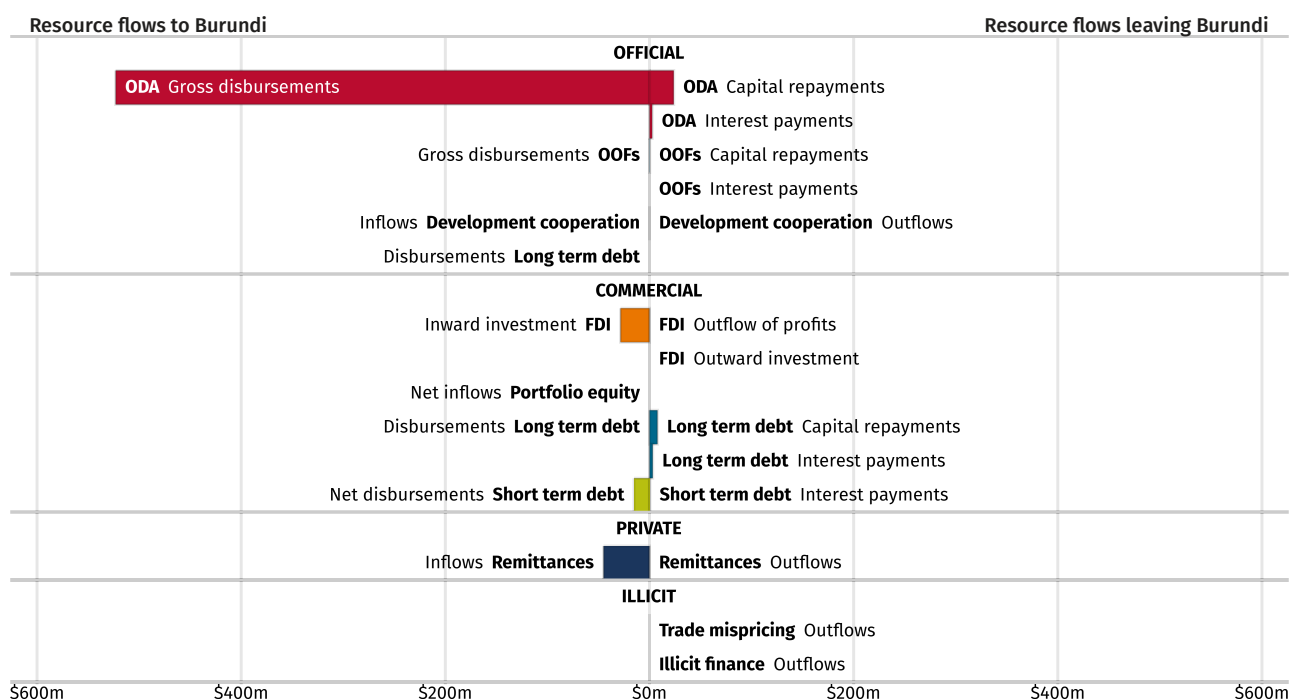 Resource flows to Burundi Resource flows leaving Burundi
OFFICIAL
ODA Gross disbursements ODA Capital repayments
ODA Interest payments
Gross disbursements OOFs OOFs Capital repayments
OOFs Interest payments
Inflows Development cooperation Development cooperation Outflows
Disbursements Long term debt
COMMERCIAL
Inward investment FDI FDI Outflow of profits
FDI Outward investment
Net inflows Portfolio equity
Disbursements Long term debt Long term debt Capital repayments
Long term debt Interest payments
Net disbursements Short term debt Short term debt Interest payments
PRIVATE
Inflows Remittances Remittances Outflows
ILLICIT
Trade mispricing Outflows
Illicit finance Outflows
$600m $400m $200m $0m $200m $400m $600m